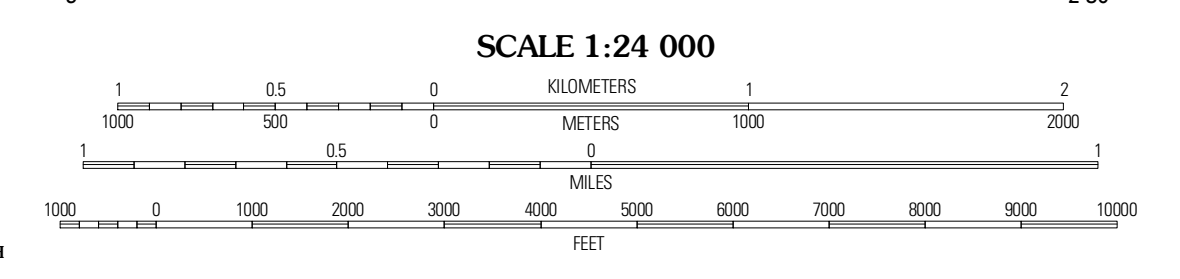 SCALE 1:24 000
1 0.5 0 KILOMETERS 1 2
1000 500 0 METERS 1000 2000
1 0.5 0 1
MILES
1000 0 1000 2000 3000 4000 5000 6000 7000 8000 9000 10000
FEET